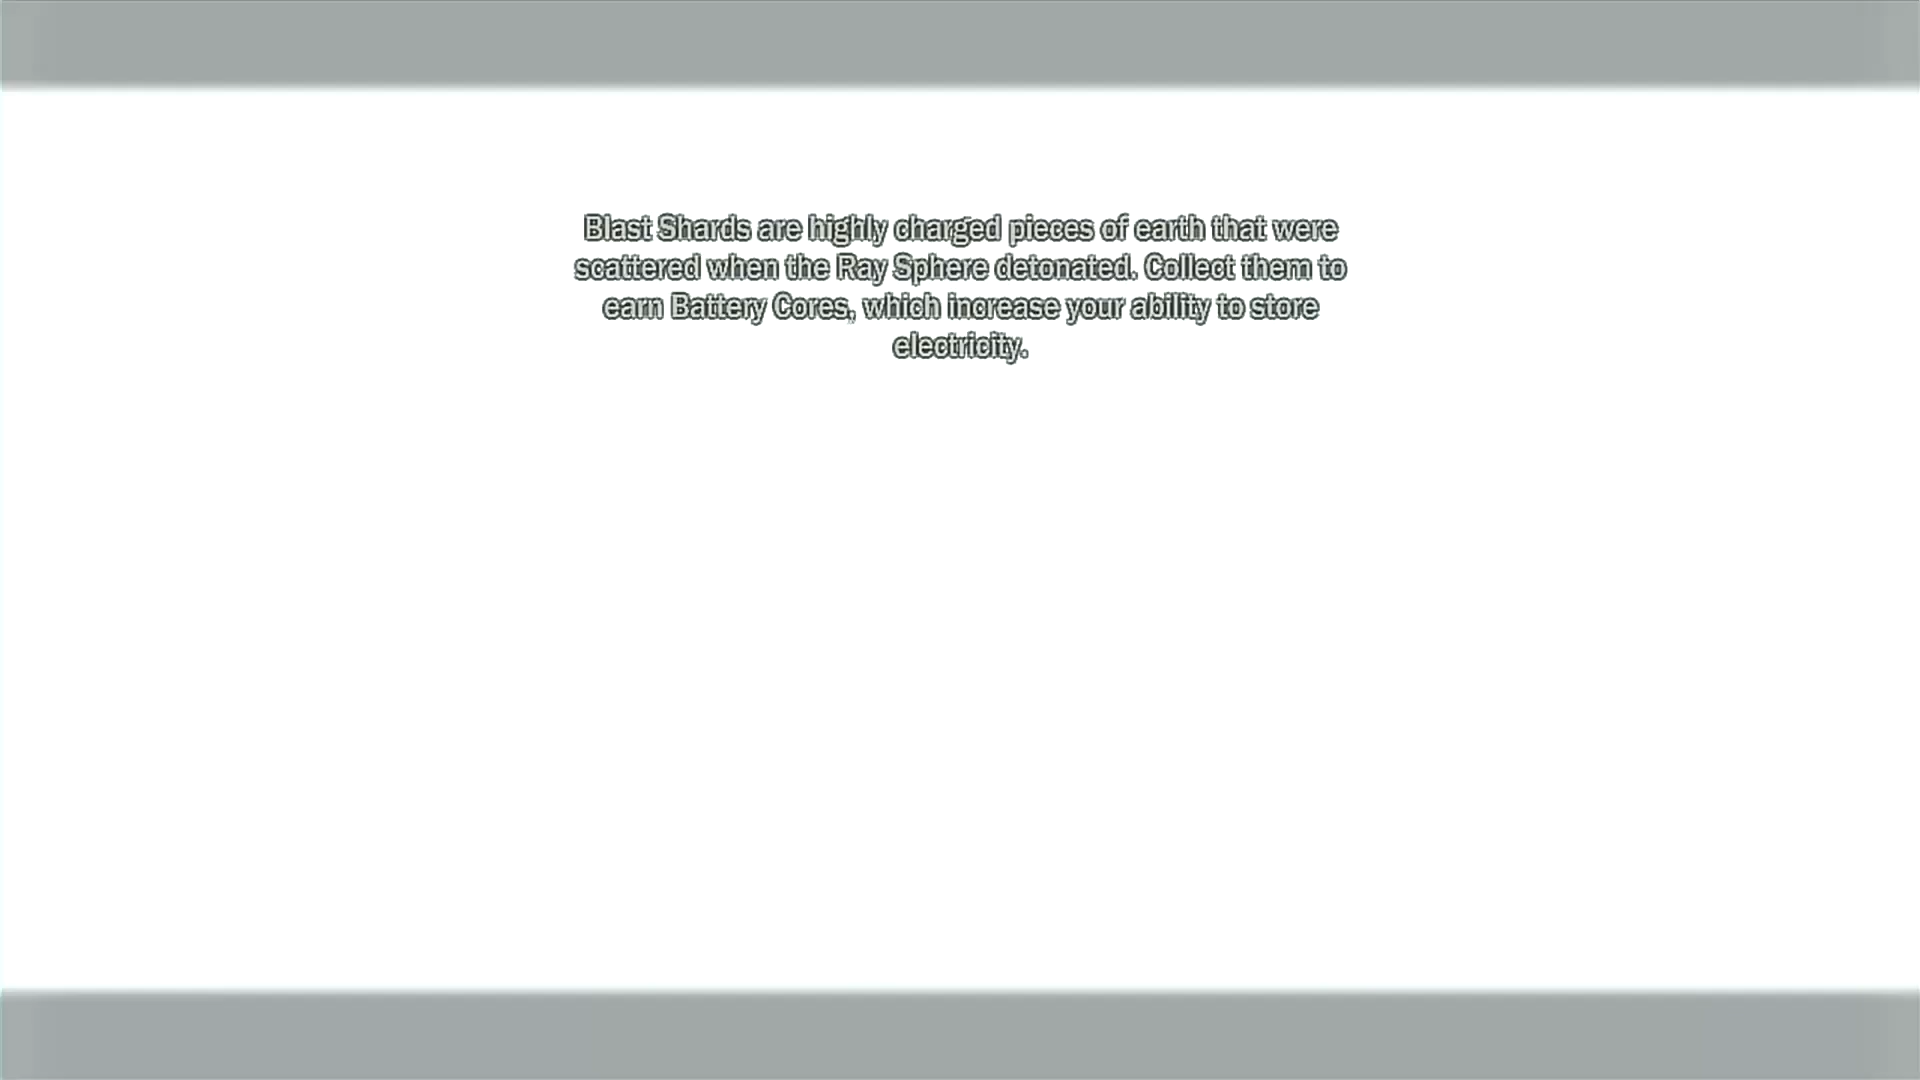 Blast Shards are highly charged pieces of earth that were
scattered when the Ray Sphere detonated. Collect them to
earn Battery Cores, which increase your ability to store
electricity.